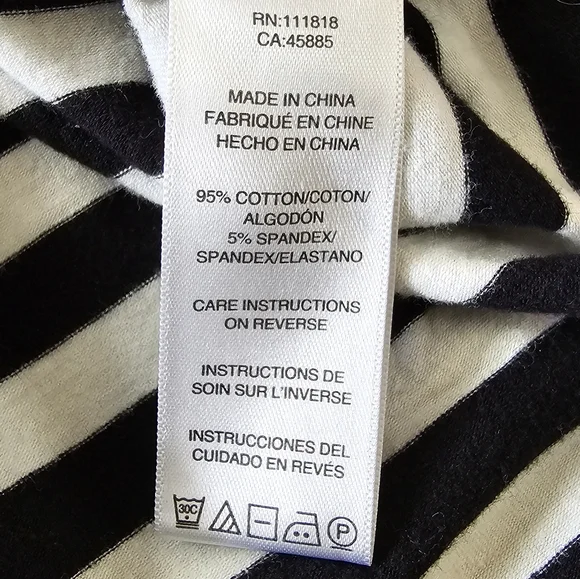 RN:111818
CA:45885
MADE IN CHINA
FABRIQUÉ EN CHINE
HECHO EN CHINA
95% COTTON/COTON/
ALGODÓN
5% SPANDEX/
SPANDEX/ELASTANO
CARE INSTRUCTIONS
ON REVERSE
INSTRUCTIONS DE
SOIN SUR L'INVERSE
INSTRUCCIONES DEL
CUIDADO EN REVÉS
30C P